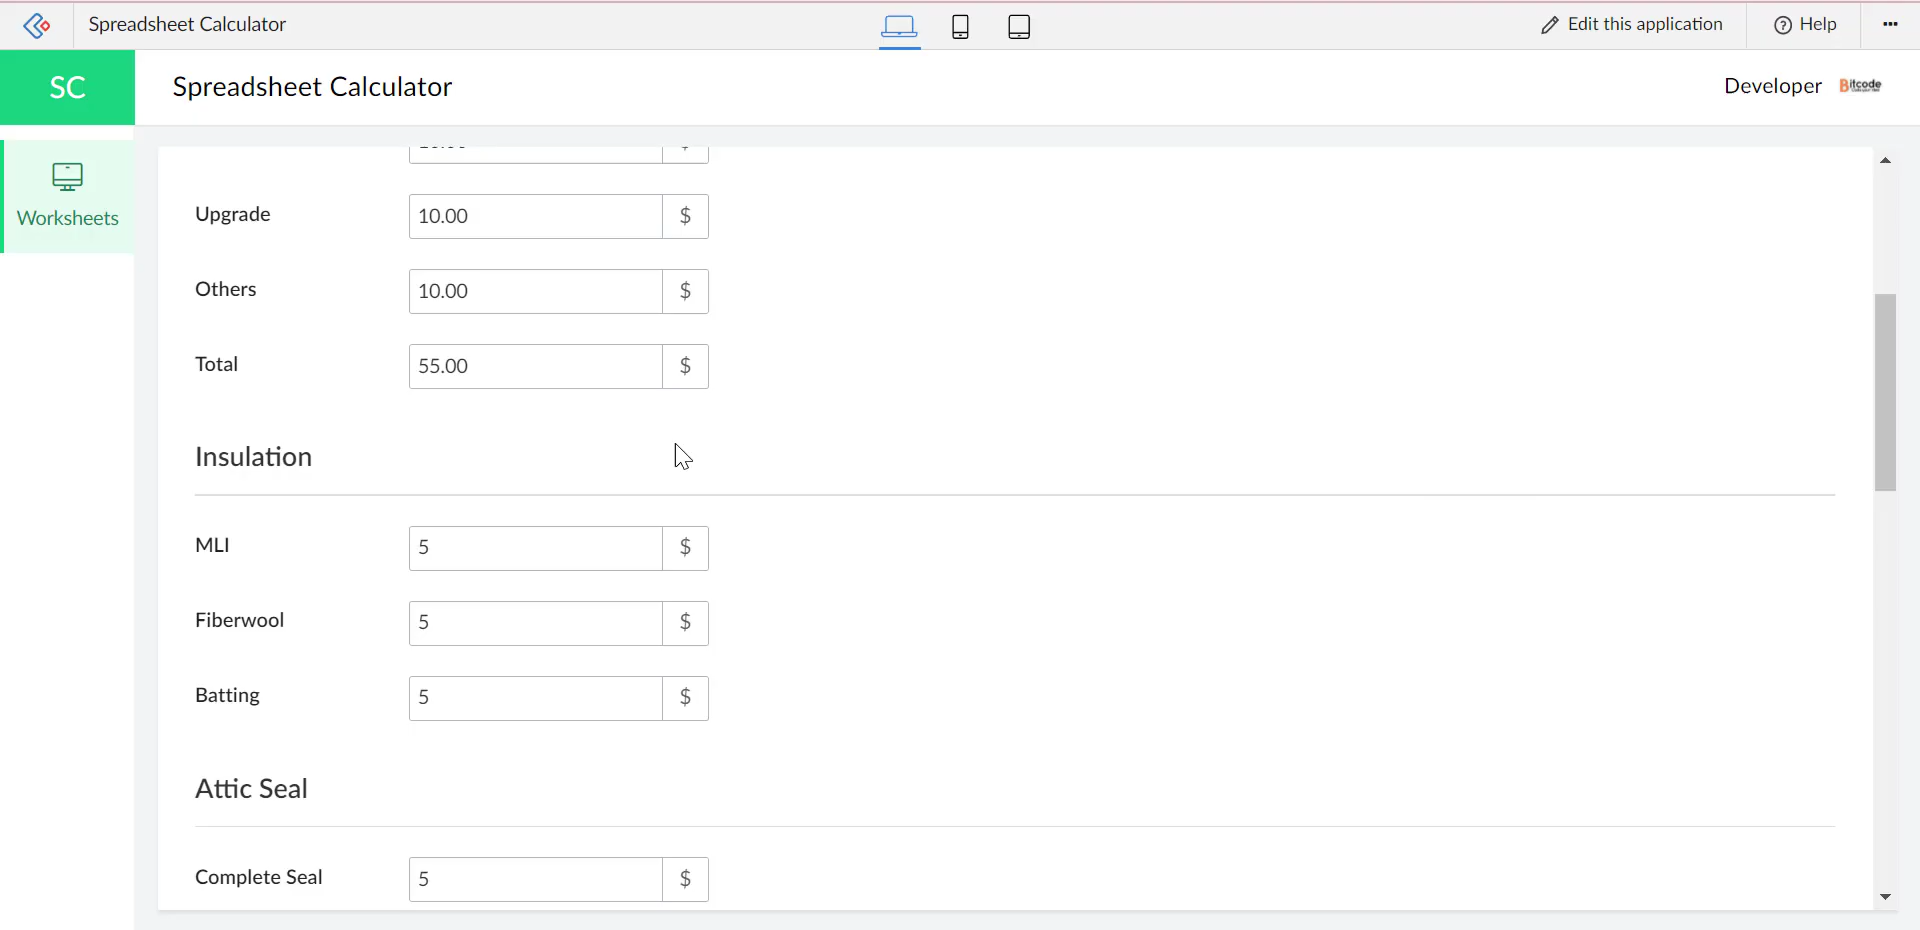 Spreadsheet Calculator
Edit this application
Help
SC
Spreadsheet Calculator
Developer
Bitcode
Worksheets
$
Upgrade
10.00
$
Others
10.00
$
Total
55.00
$
Insulation
MLI
5
$
Fiberwool
5
$
Batting
5
$
Attic Seal
Complete Seal
5
$